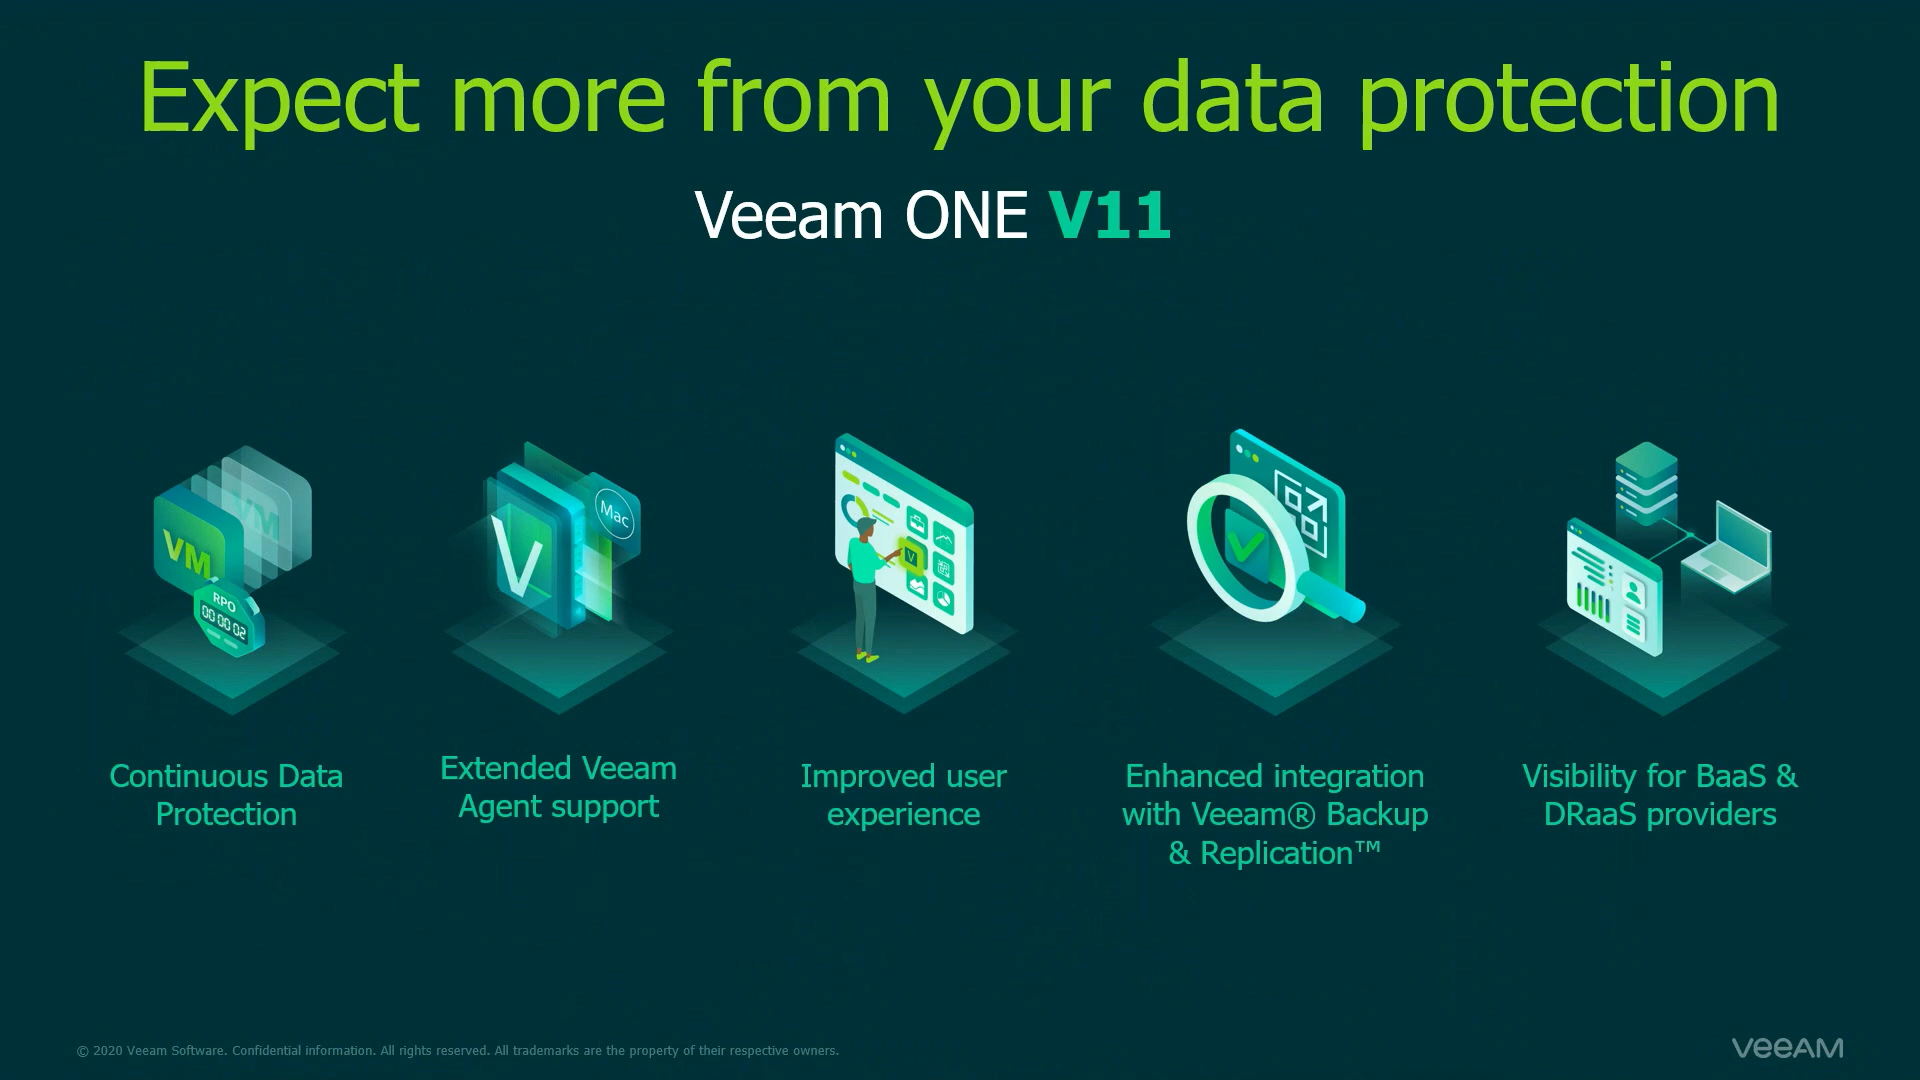 Expect more from your data protection
Veeam ONE V11
VM
VM
RPO
00 00 02
V
Mac
V
Continuous Data
Protection
Extended Veeam
Agent support
Improved user
experience
Enhanced integration
with Veeam® Backup
& Replication™
Visibility for BaaS &
DRaaS providers
© 2020 Veeam Software. Confidential information. All rights reserved. All trademarks are the property of their respective owners.
VeeAM